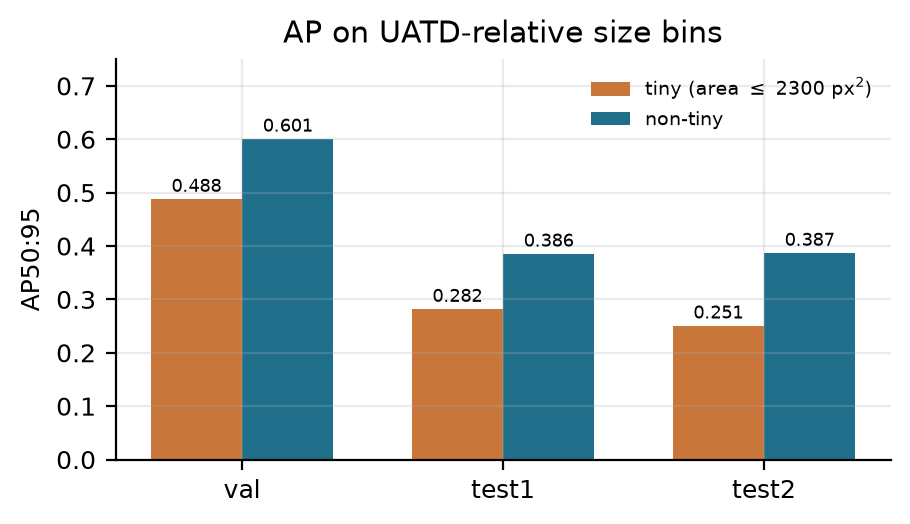 AP on UATD-relative size bins
tiny (area ≤ 2300 px²)
non-tiny
AP50:95
0.7
0.6
0.5
0.4
0.3
0.2
0.1
0.0
0.488
0.601
0.282
0.386
0.251
0.387
val
test1
test2